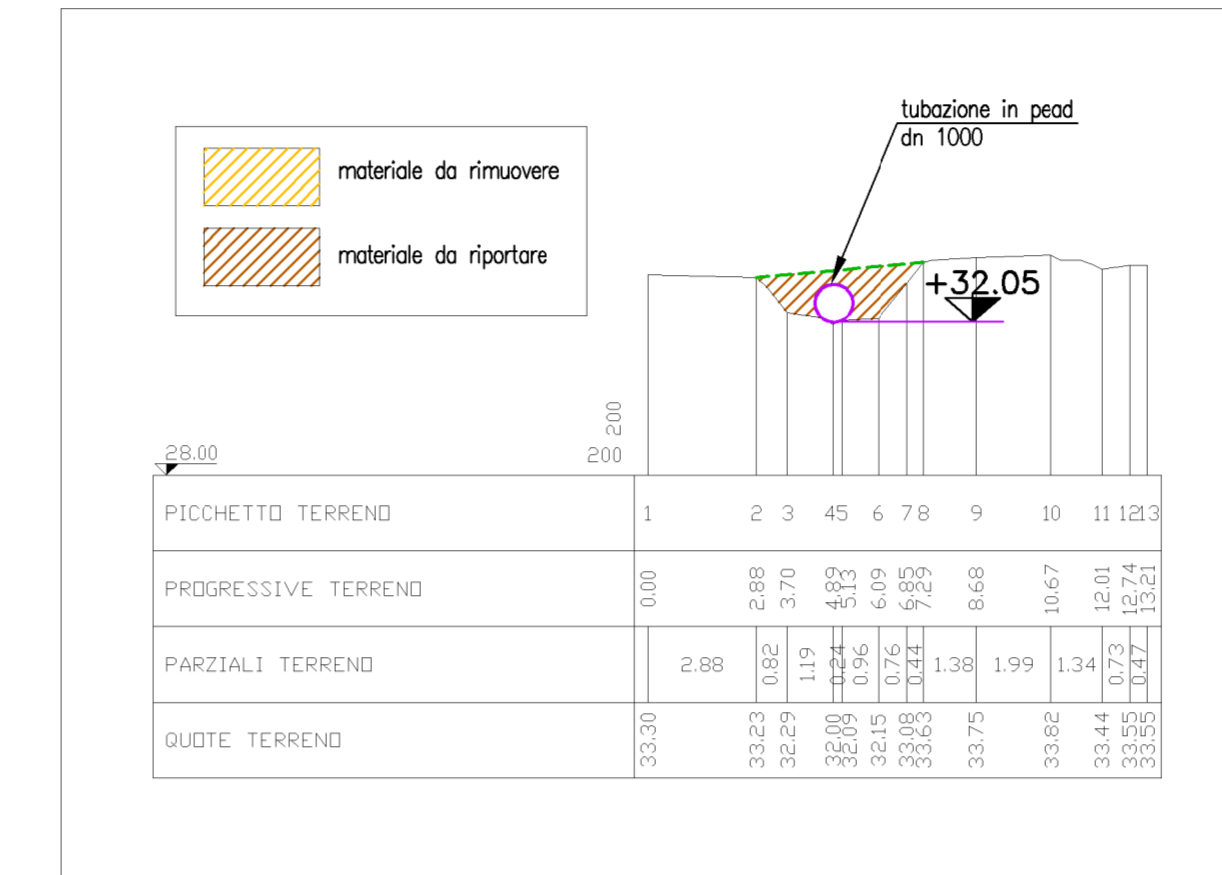 tubazione in pead
dn 1000
materiale da rimuovere
materiale da riportare
+32.05
200
28.00
200
PICCHETTO TERRENO 1 2 3 4 5 6 7 8 9 10 11 12 13
PROGRESSIVE TERRENO 0.00 2.88 3.70 4.89 5.13 6.09 6.85 7.29 8.68 10.67 12.01 12.74 13.21
PARZIALI TERRENO 2.88 0.82 1.19 0.24 0.96 0.76 0.44 1.38 1.99 1.34 0.73 0.47
QUOTE TERRENO 33.30 33.23 32.29 32.00 32.09 32.15 33.08 33.63 33.75 33.82 33.44 33.55 33.55